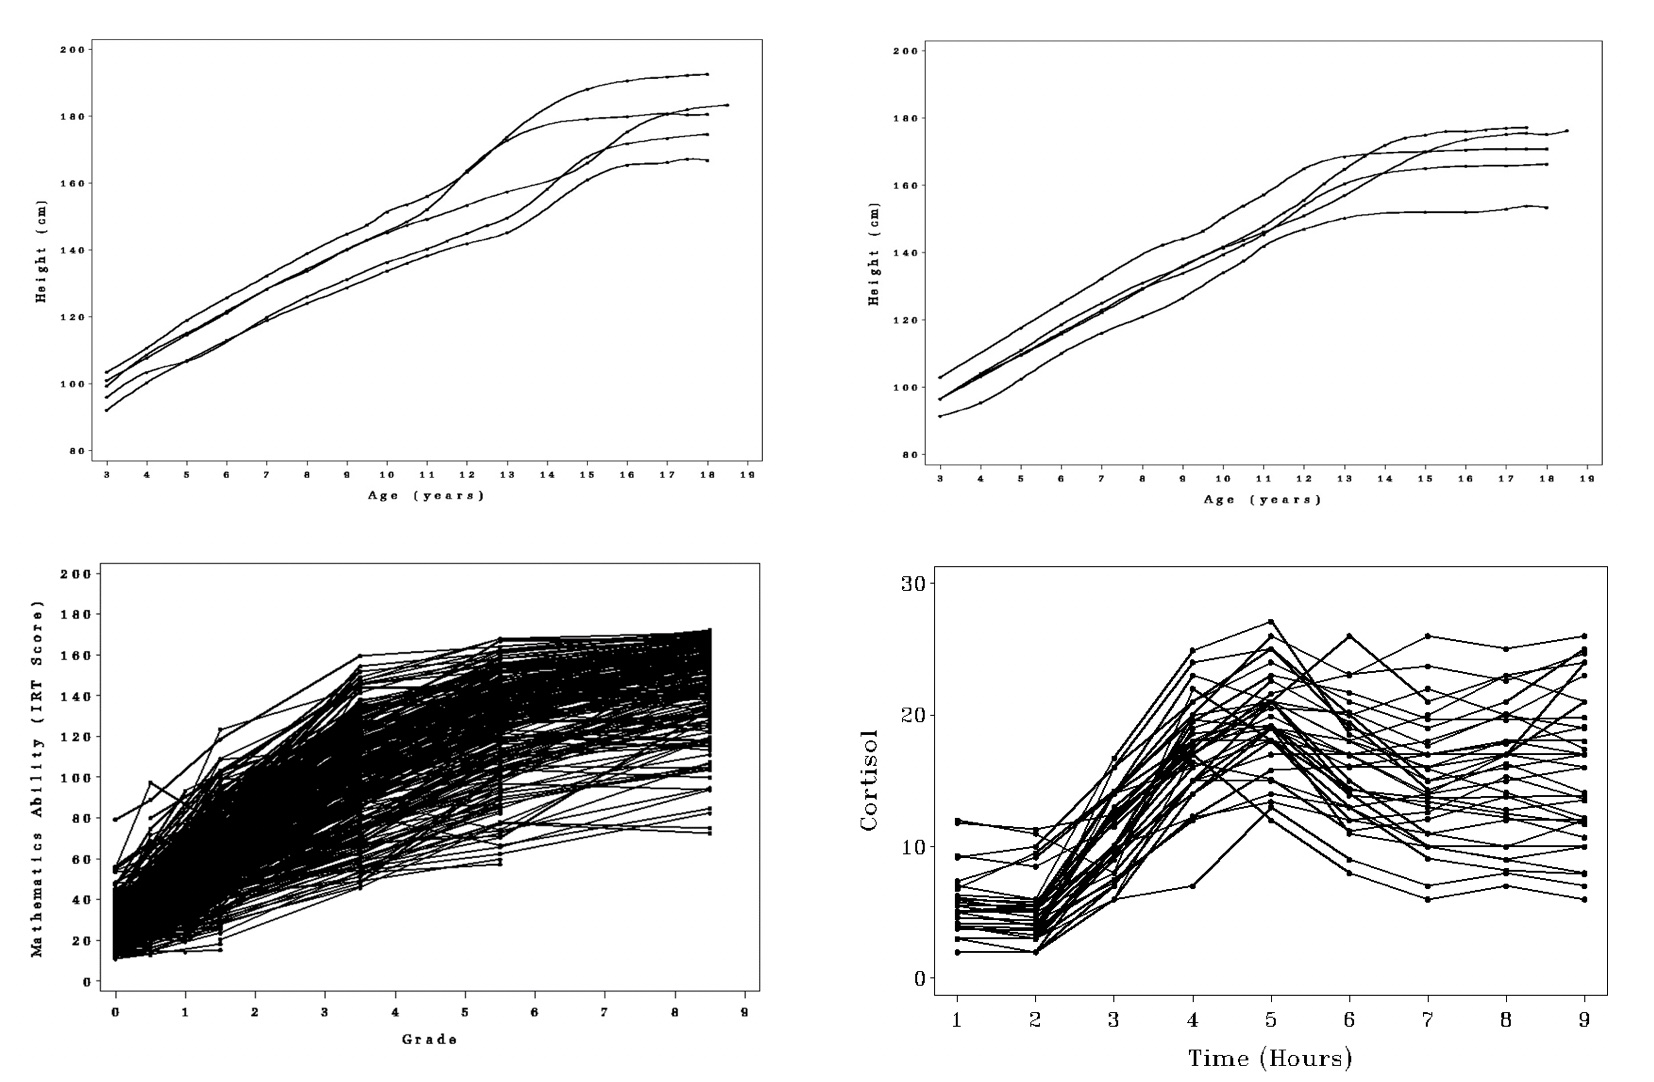 200
180
160
140
120
100
80
Height (cm)
3 4 5 6 7 8 9 10 11 12 13 14 15 16 17 18 19
Age (years)
200
180
160
140
120
100
80
Height (cm)
3 4 5 6 7 8 9 10 11 12 13 14 15 16 17 18 19
Age (years)
200
180
160
140
120
100
80
60
40
20
0
Mathematics Ability (IRT Score)
0 1 2 3 4 5 6 7 8 9
Grade
30
20
10
0
Cortisol
1 2 3 4 5 6 7 8 9
Time (Hours)